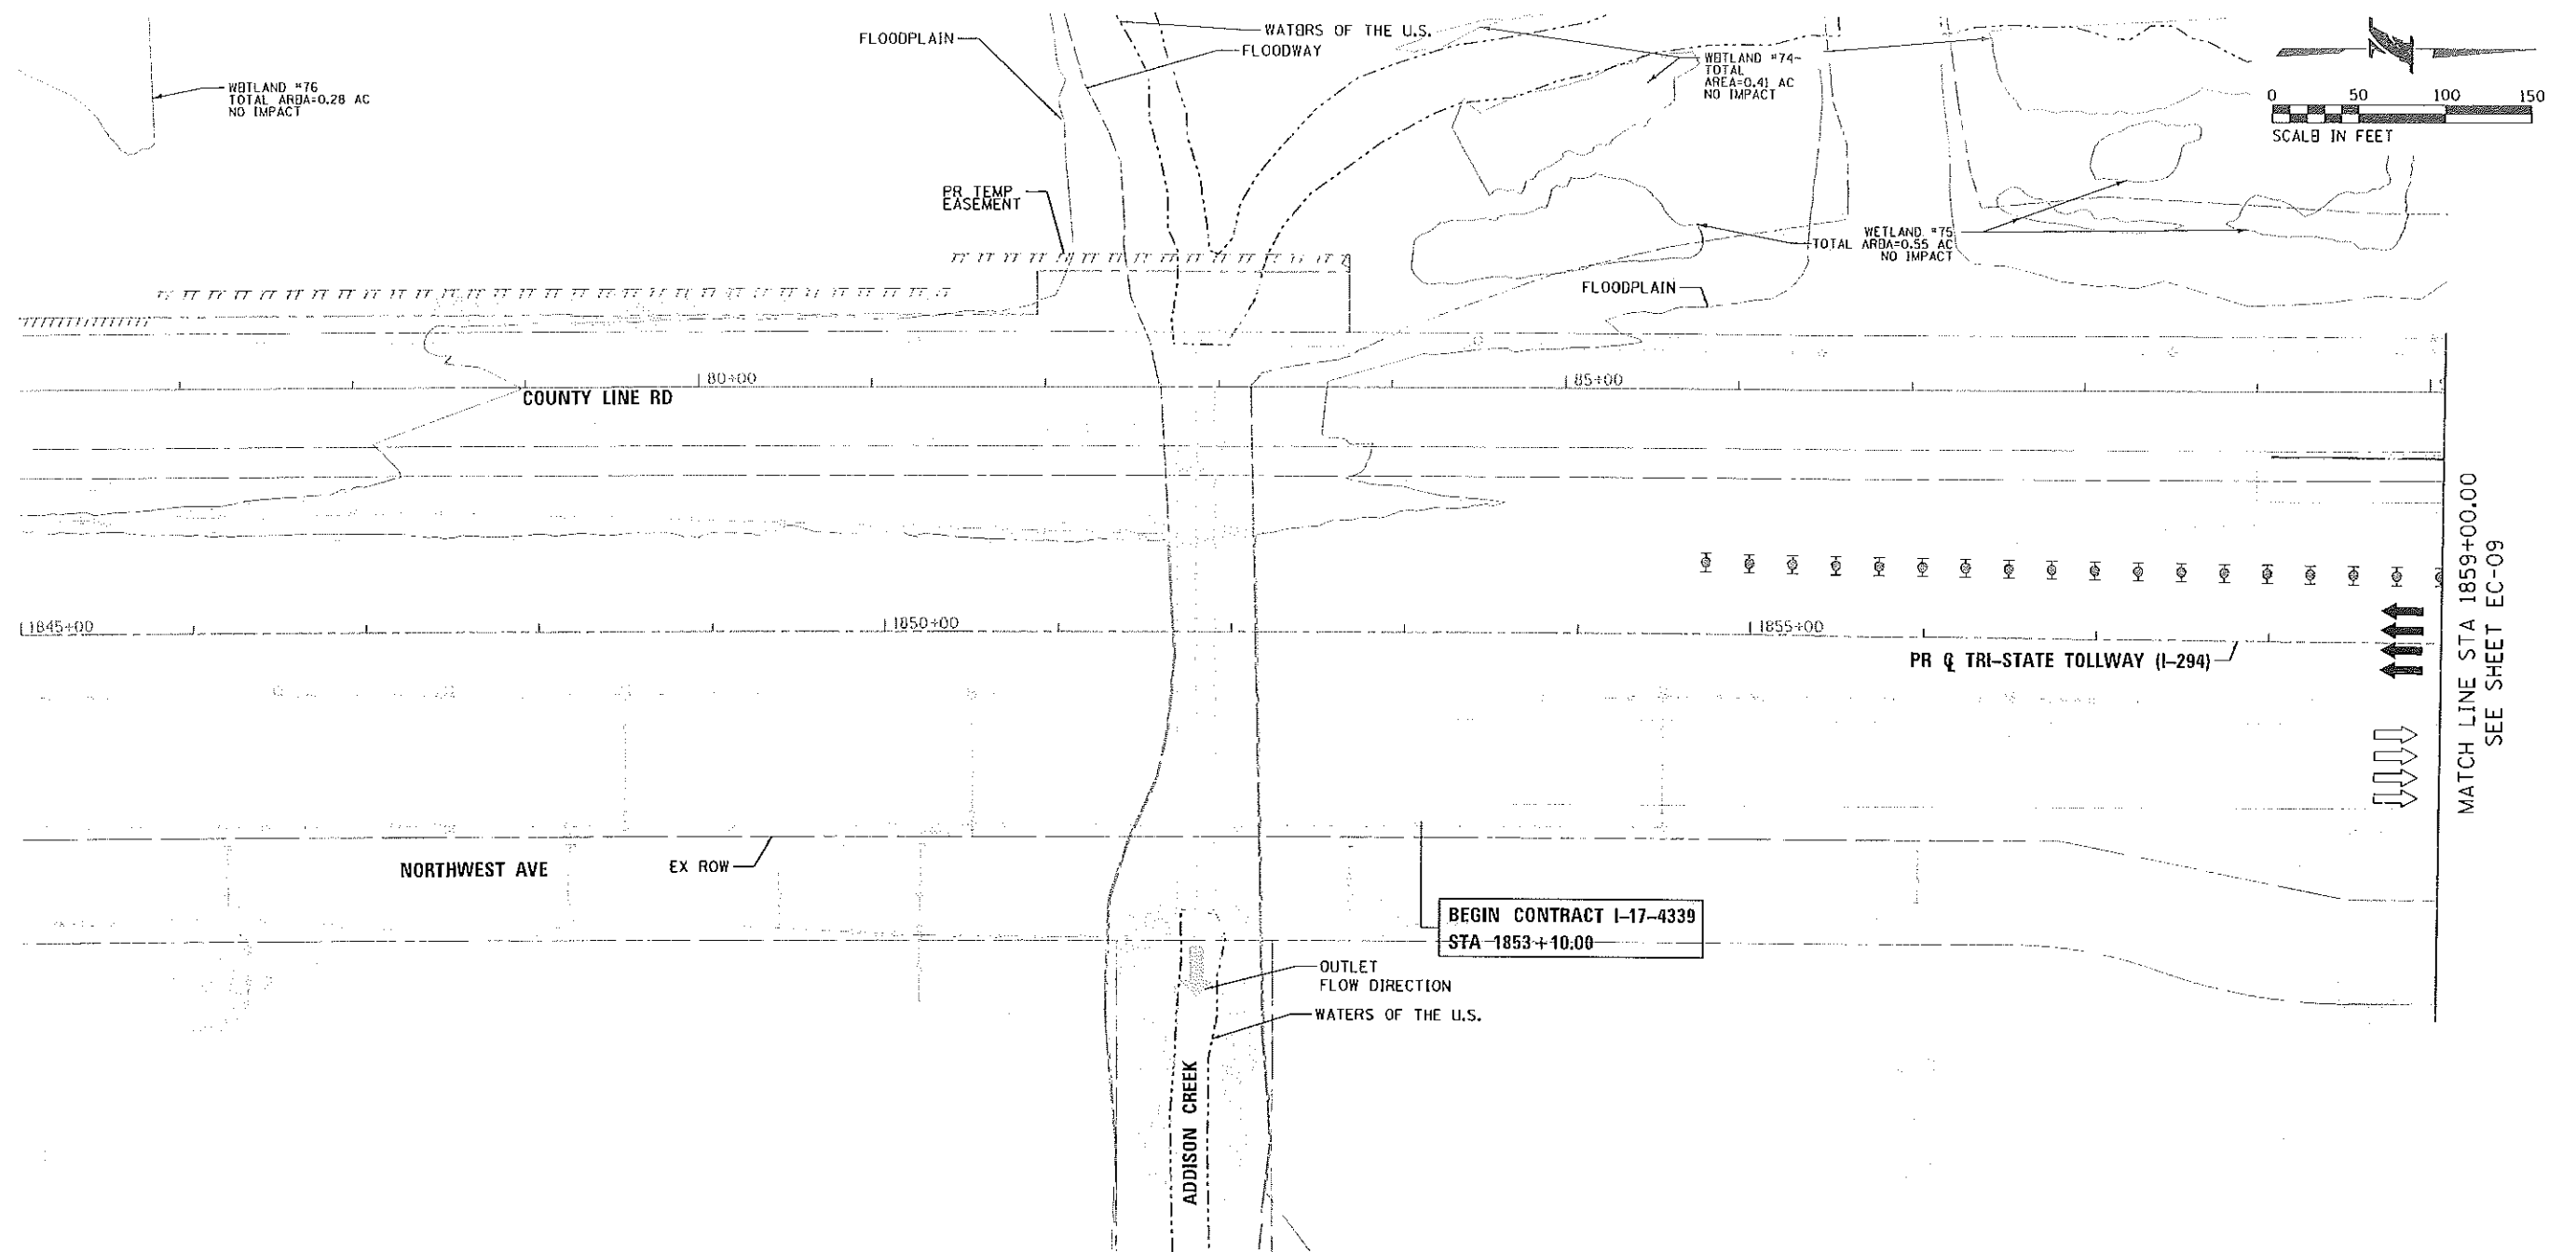 FLOODPLAIN
WATERS OF THE U.S.
FLOODWAY
WETLAND #76
TOTAL AREA=0.28 AC
NO IMPACT
WETLAND #74-
TOTAL
AREA=0.41 AC
NO IMPACT
0 50 100 150
SCALE IN FEET
PR TEMP
EASEMENT
WETLAND #75
TOTAL AREA=0.55 AC
NO IMPACT
FLOODPLAIN
80+00
85+00
COUNTY LINE RD
1845+00
1850+00
1855+00
PR ℄ TRI-STATE TOLLWAY (I-294)
MATCH LINE STA 1859+00.00
SEE SHEET EC-09
NORTHWEST AVE
EX ROW
BEGIN CONTRACT I-17-4339
STA 1853+10.00
OUTLET
FLOW DIRECTION
WATERS OF THE U.S.
ADDISON CREEK